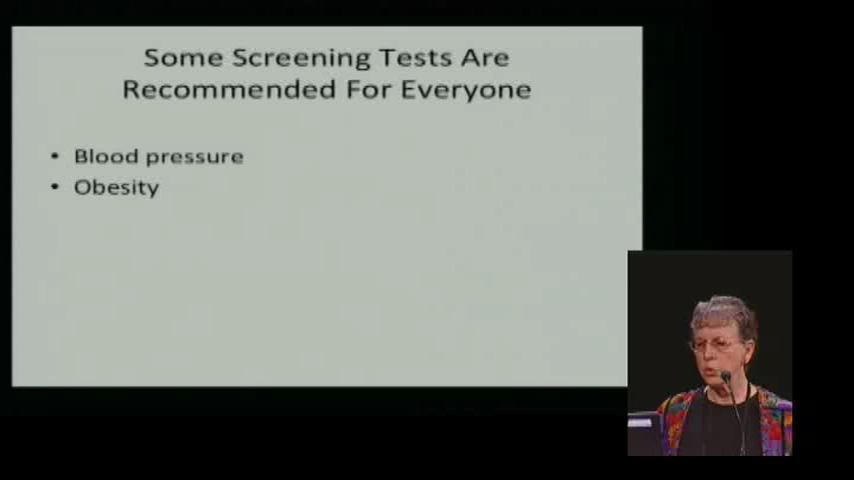 Some Screening Tests Are
Recommended For Everyone
• Blood pressure
• Obesity